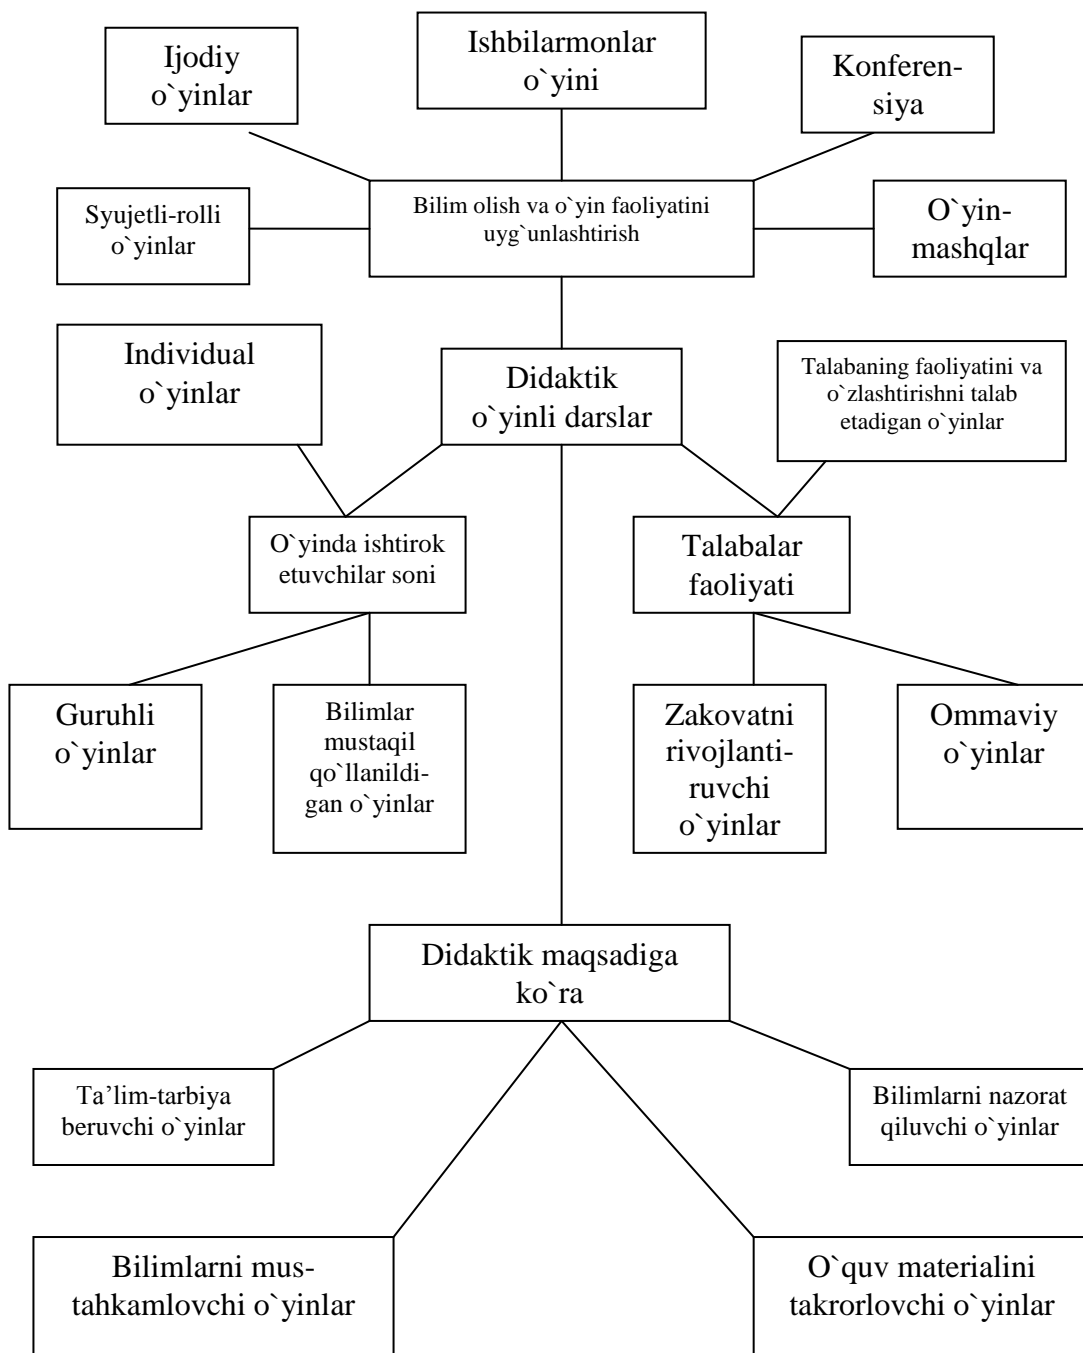 Ijodiy
o`yinlar
Ishbilarmonlar
o`yini
Konferen-
siya
Syujetli-rolli
o`yinlar
Bilim olish va o`yin faoliyatini
uyg`unlashtirish
O`yin-
mashqlar
Individual
o`yinlar
Didaktik
o`yinli darslar
Talabaning faoliyatini va
o`zlashtirishni talab
etadigan o`yinlar
O`yinda ishtirok
etuvchilar soni
Talabalar
faoliyati
Guruhli
o`yinlar
Bilimlar
mustaqil
qo`llanildi-
gan o`yinlar
Zakovatni
rivojlanti-
ruvchi
o`yinlar
Ommaviy
o`yinlar
Didaktik maqsadiga
ko`ra
Ta’lim-tarbiya
beruvchi o`yinlar
Bilimlarni nazorat
qiluvchi o`yinlar
Bilimlarni mus-
tahkamlovchi o`yinlar
O`quv materialini
takrorlovchi o`yinlar